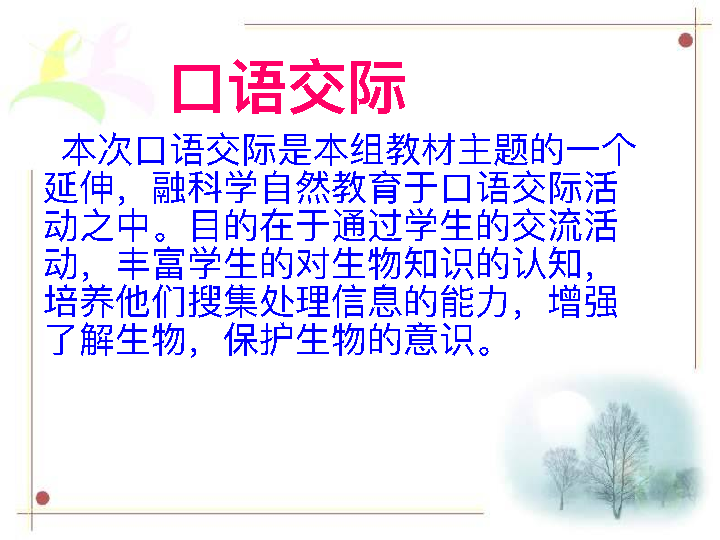 口语交际
本次口语交际是本组教材主题的一个
延伸，融科学自然教育于口语交际活
动之中。目的在于通过学生的交流活
动，丰富学生的对生物知识的认知，
培养他们搜集处理信息的能力，增强
了解生物，保护生物的意识。